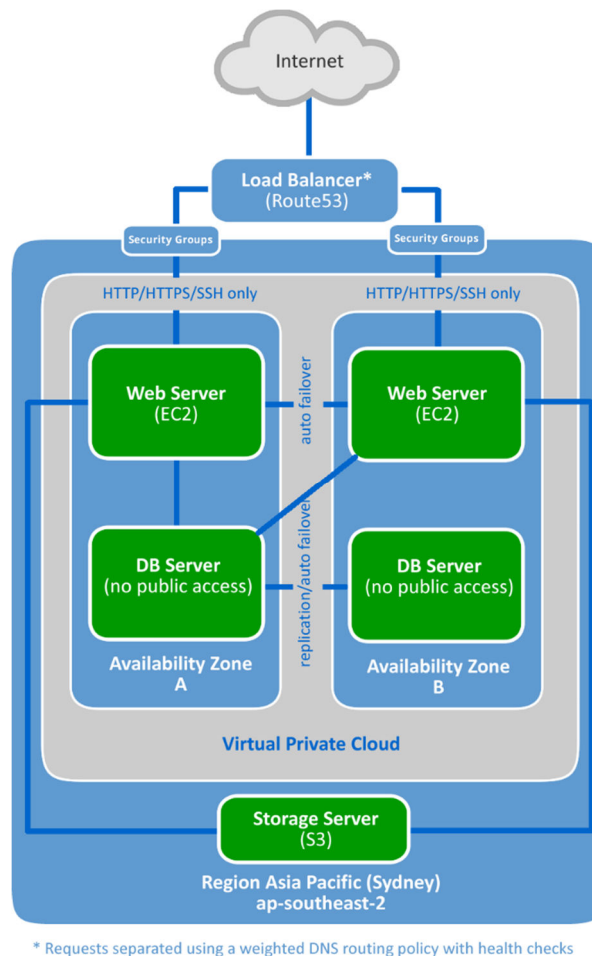 Internet
Load Balancer*
(Route53)
Security Groups
Security Groups
HTTP/HTTPS/SSH only
HTTP/HTTPS/SSH only
Web Server
(EC2)
auto failover
Web Server
(EC2)
DB Server
(no public access)
replication/auto failover
DB Server
(no public access)
Availability Zone
A
Availability Zone
B
Virtual Private Cloud
Storage Server
(S3)
Region Asia Pacific (Sydney)
ap-southeast-2
* Requests separated using a weighted DNS routing policy with health checks